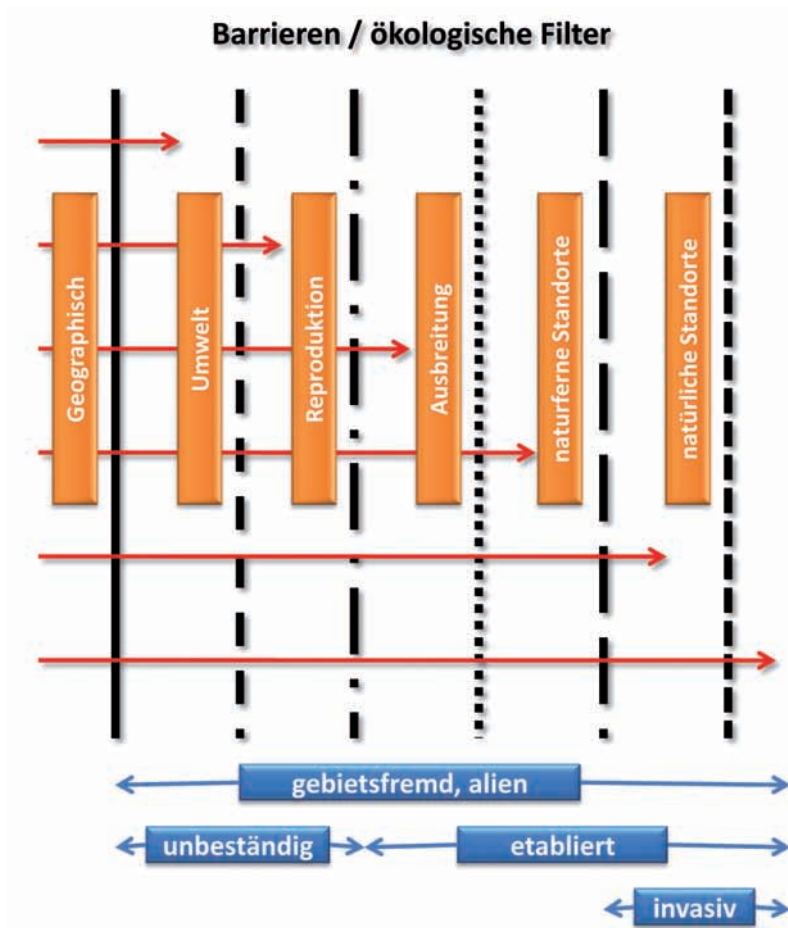 Barrieren / ökologische Filter
Geographisch
Umwelt
Reproduktion
Ausbreitung
naturferne Standorte
natürliche Standorte
gebietsfremd, alien
unbeständig
etabliert
invasiv